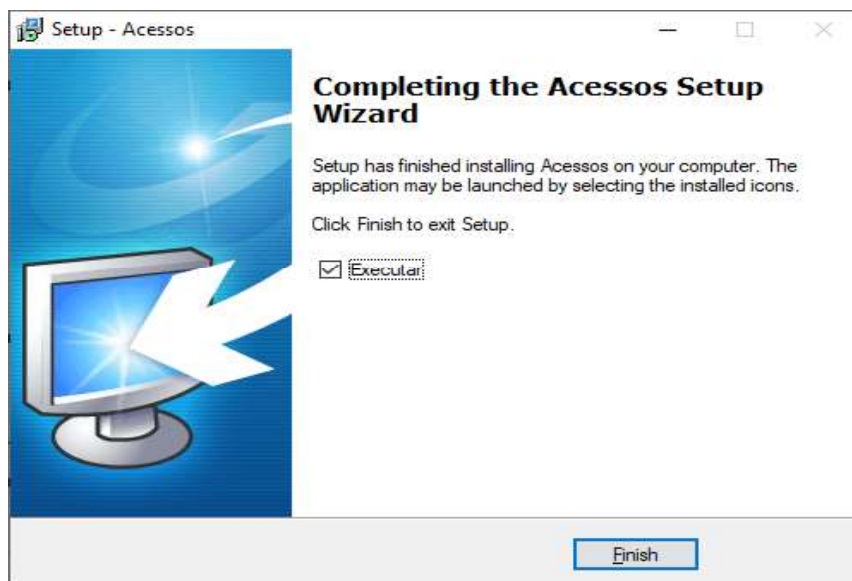 Setup - Acessos
Completing the Acessos Setup
Wizard
Setup has finished installing Acessos on your computer. The
application may be launched by selecting the installed icons.
Click Finish to exit Setup.
Executar
Finish